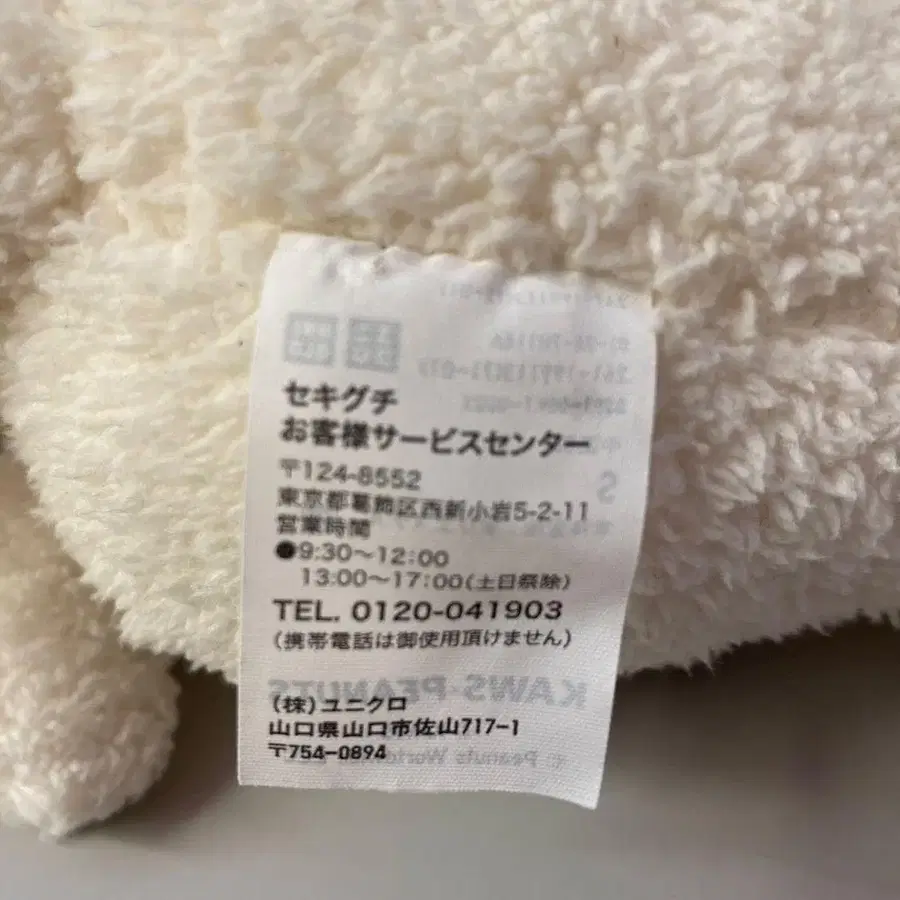 セキグチ
お客様サービスセンター
〒124-8552
東京都葛飾区西新小岩5-2-11
営業時間
●9:30〜12:00
13:00〜17:00(土日祭除)
TEL. 0120-041903
(携帯電話は御使用頂けません)
KAWS·PEANUTS
(株)ユニクロ
山口県山口市佐山717-1
〒754-0894
© Peanuts